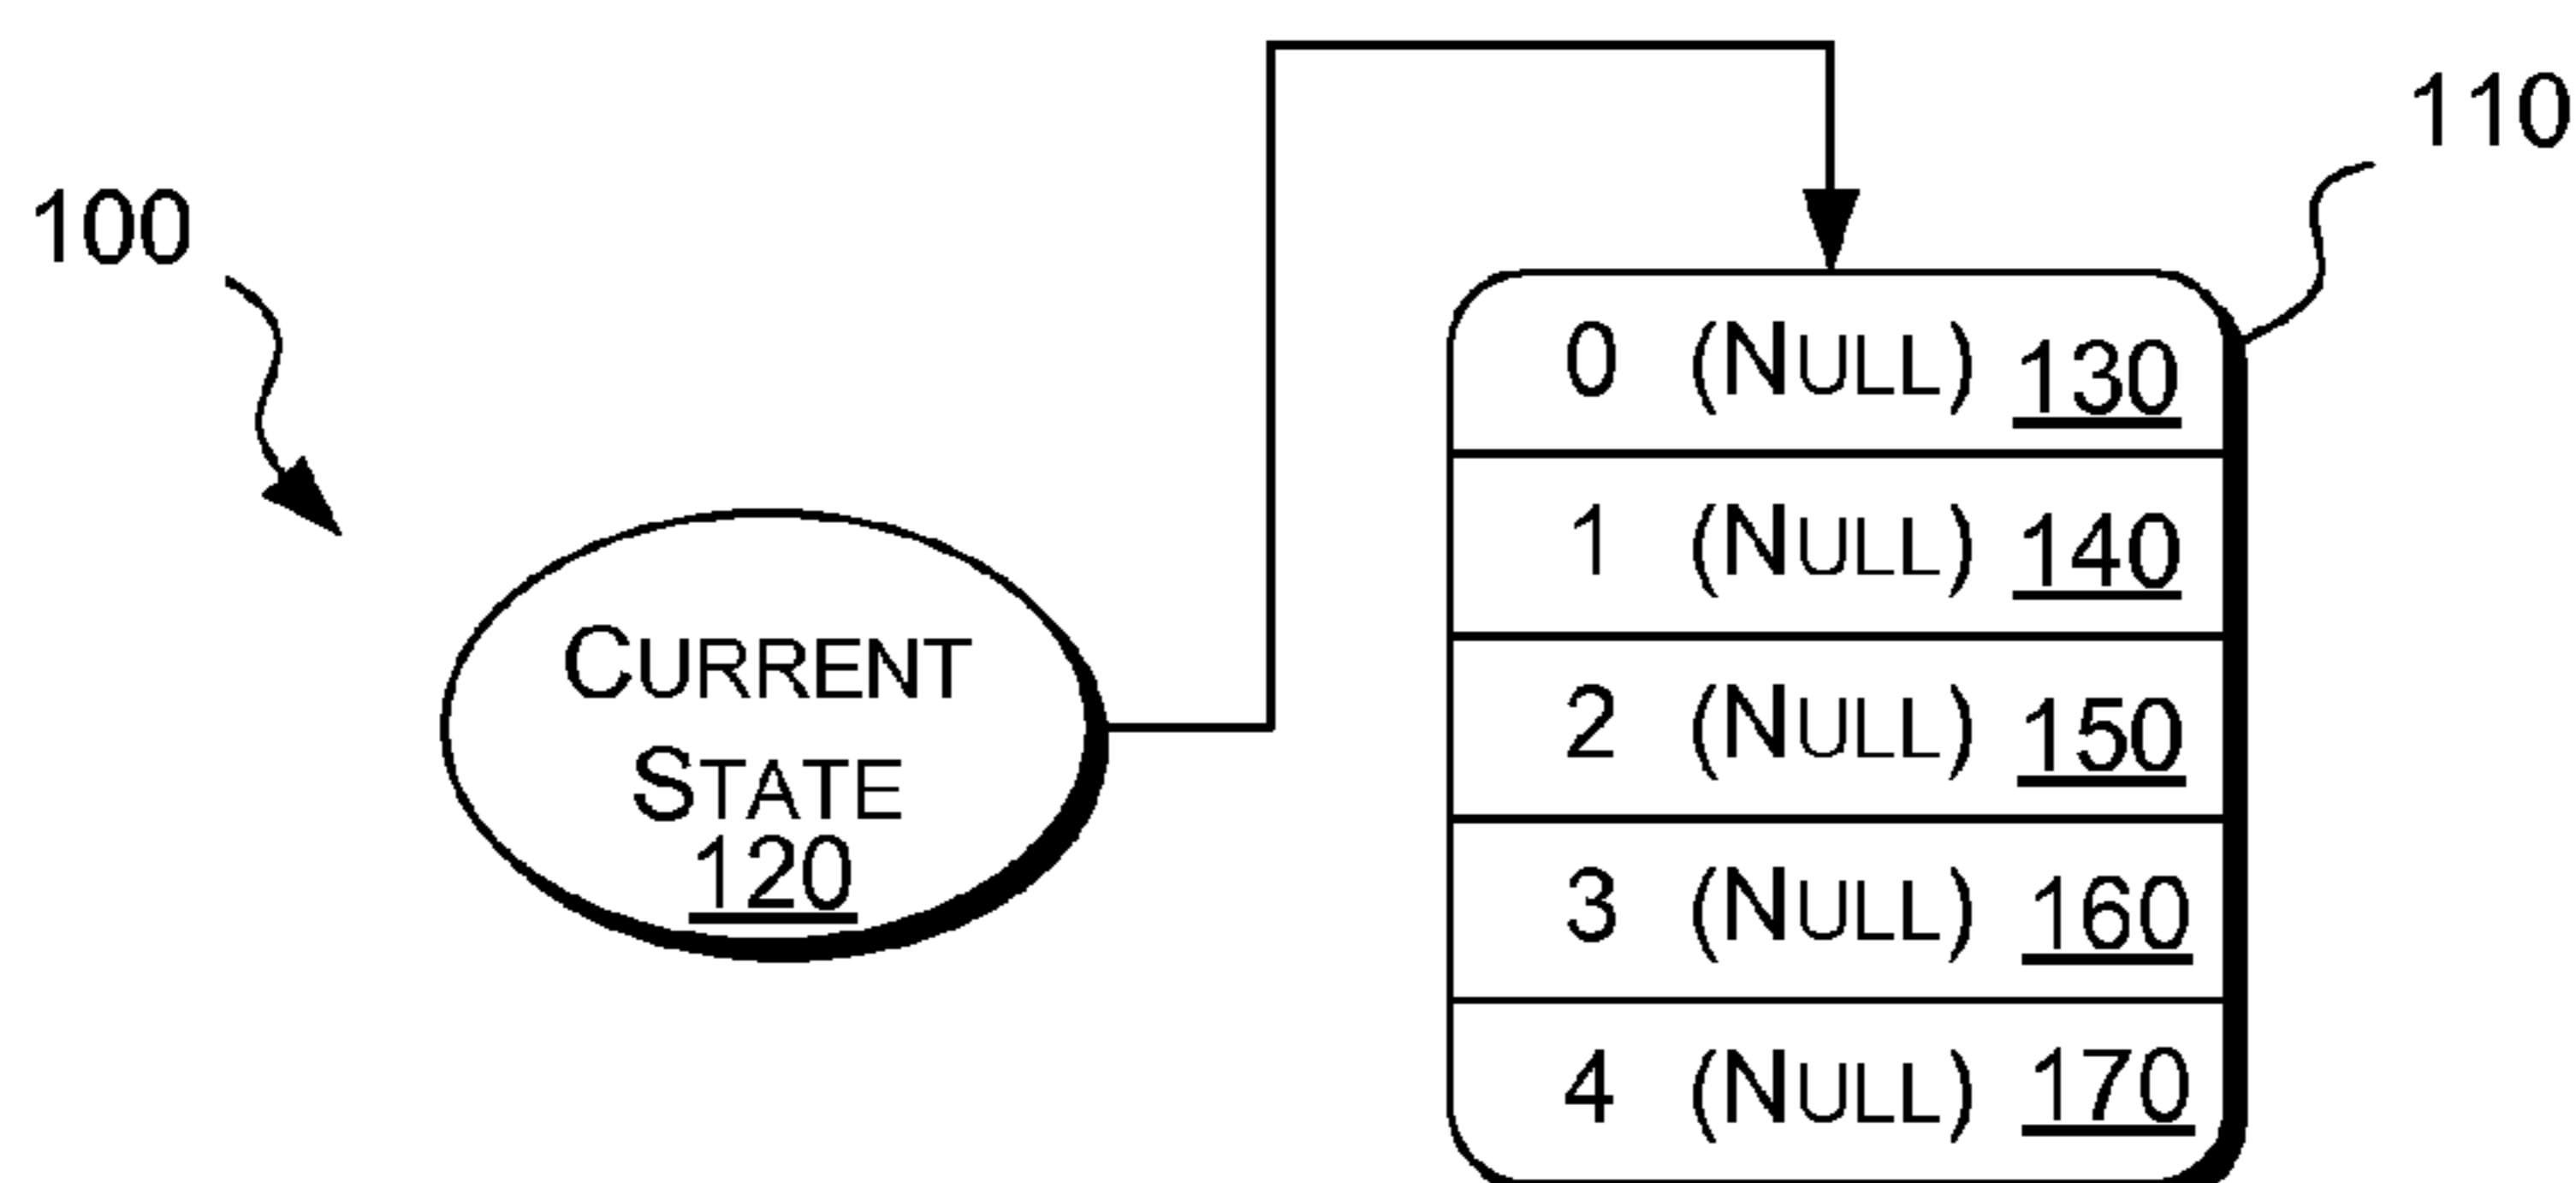 110
100
0 (NULL) 130
1 (NULL) 140
2 (NULL) 150
3 (NULL) 160
4 (NULL) 170
CURRENT
STATE
120